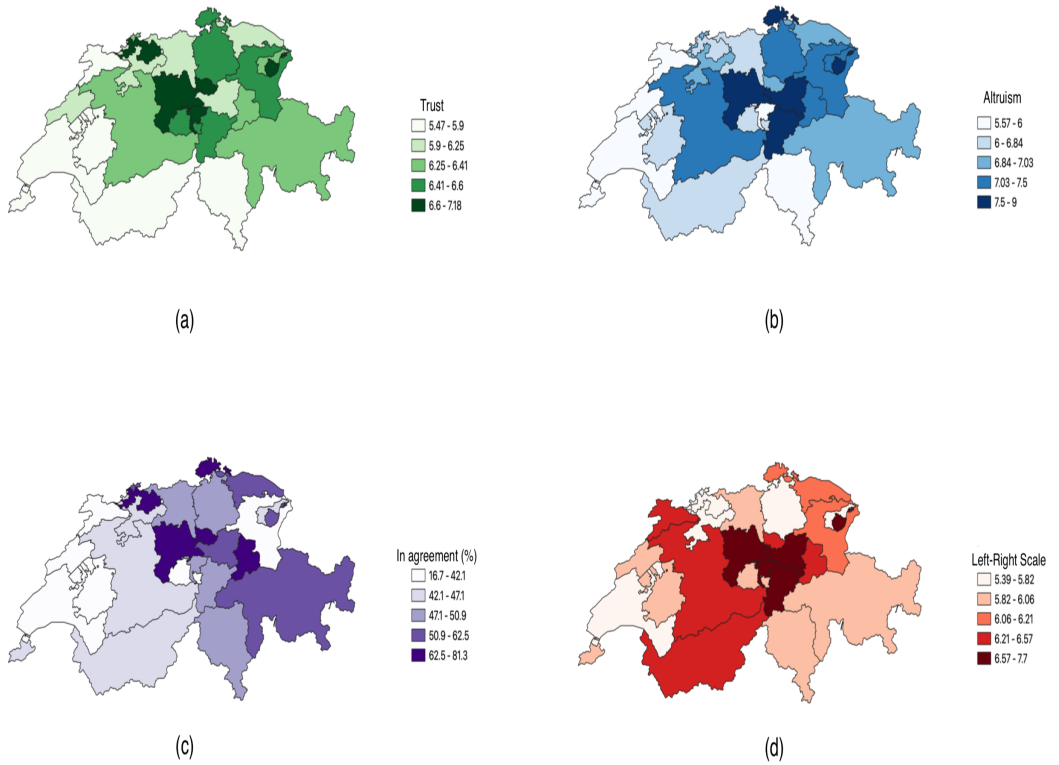 Trust
5.47 - 5.9
5.9 - 6.25
6.25 - 6.41
6.41 - 6.6
6.6 - 7.18
(a)
Altruism
5.57 - 6
6 - 6.84
6.84 - 7.03
7.03 - 7.5
7.5 - 9
(b)
In agreement (%)
16.7 - 42.1
42.1 - 47.1
47.1 - 50.9
50.9 - 62.5
62.5 - 81.3
(c)
Left-Right Scale
5.39 - 5.82
5.82 - 6.06
6.06 - 6.21
6.21 - 6.57
6.57 - 7.7
(d)